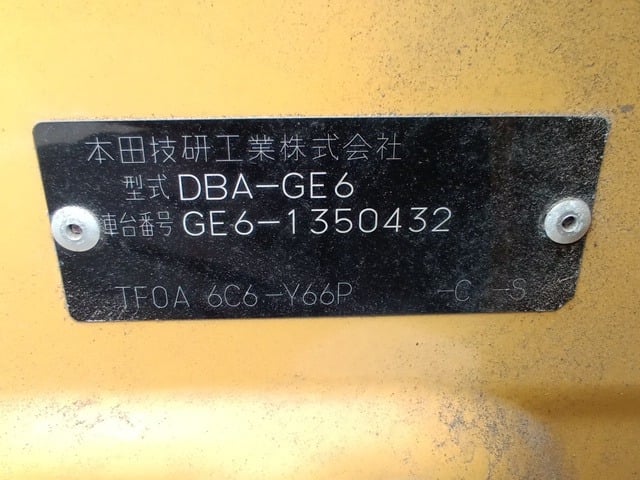 本田技研工業株式会社
型式 DBA-GE6
車台番号 GE6-1350432
TF0A 6C6-Y66P -C -S